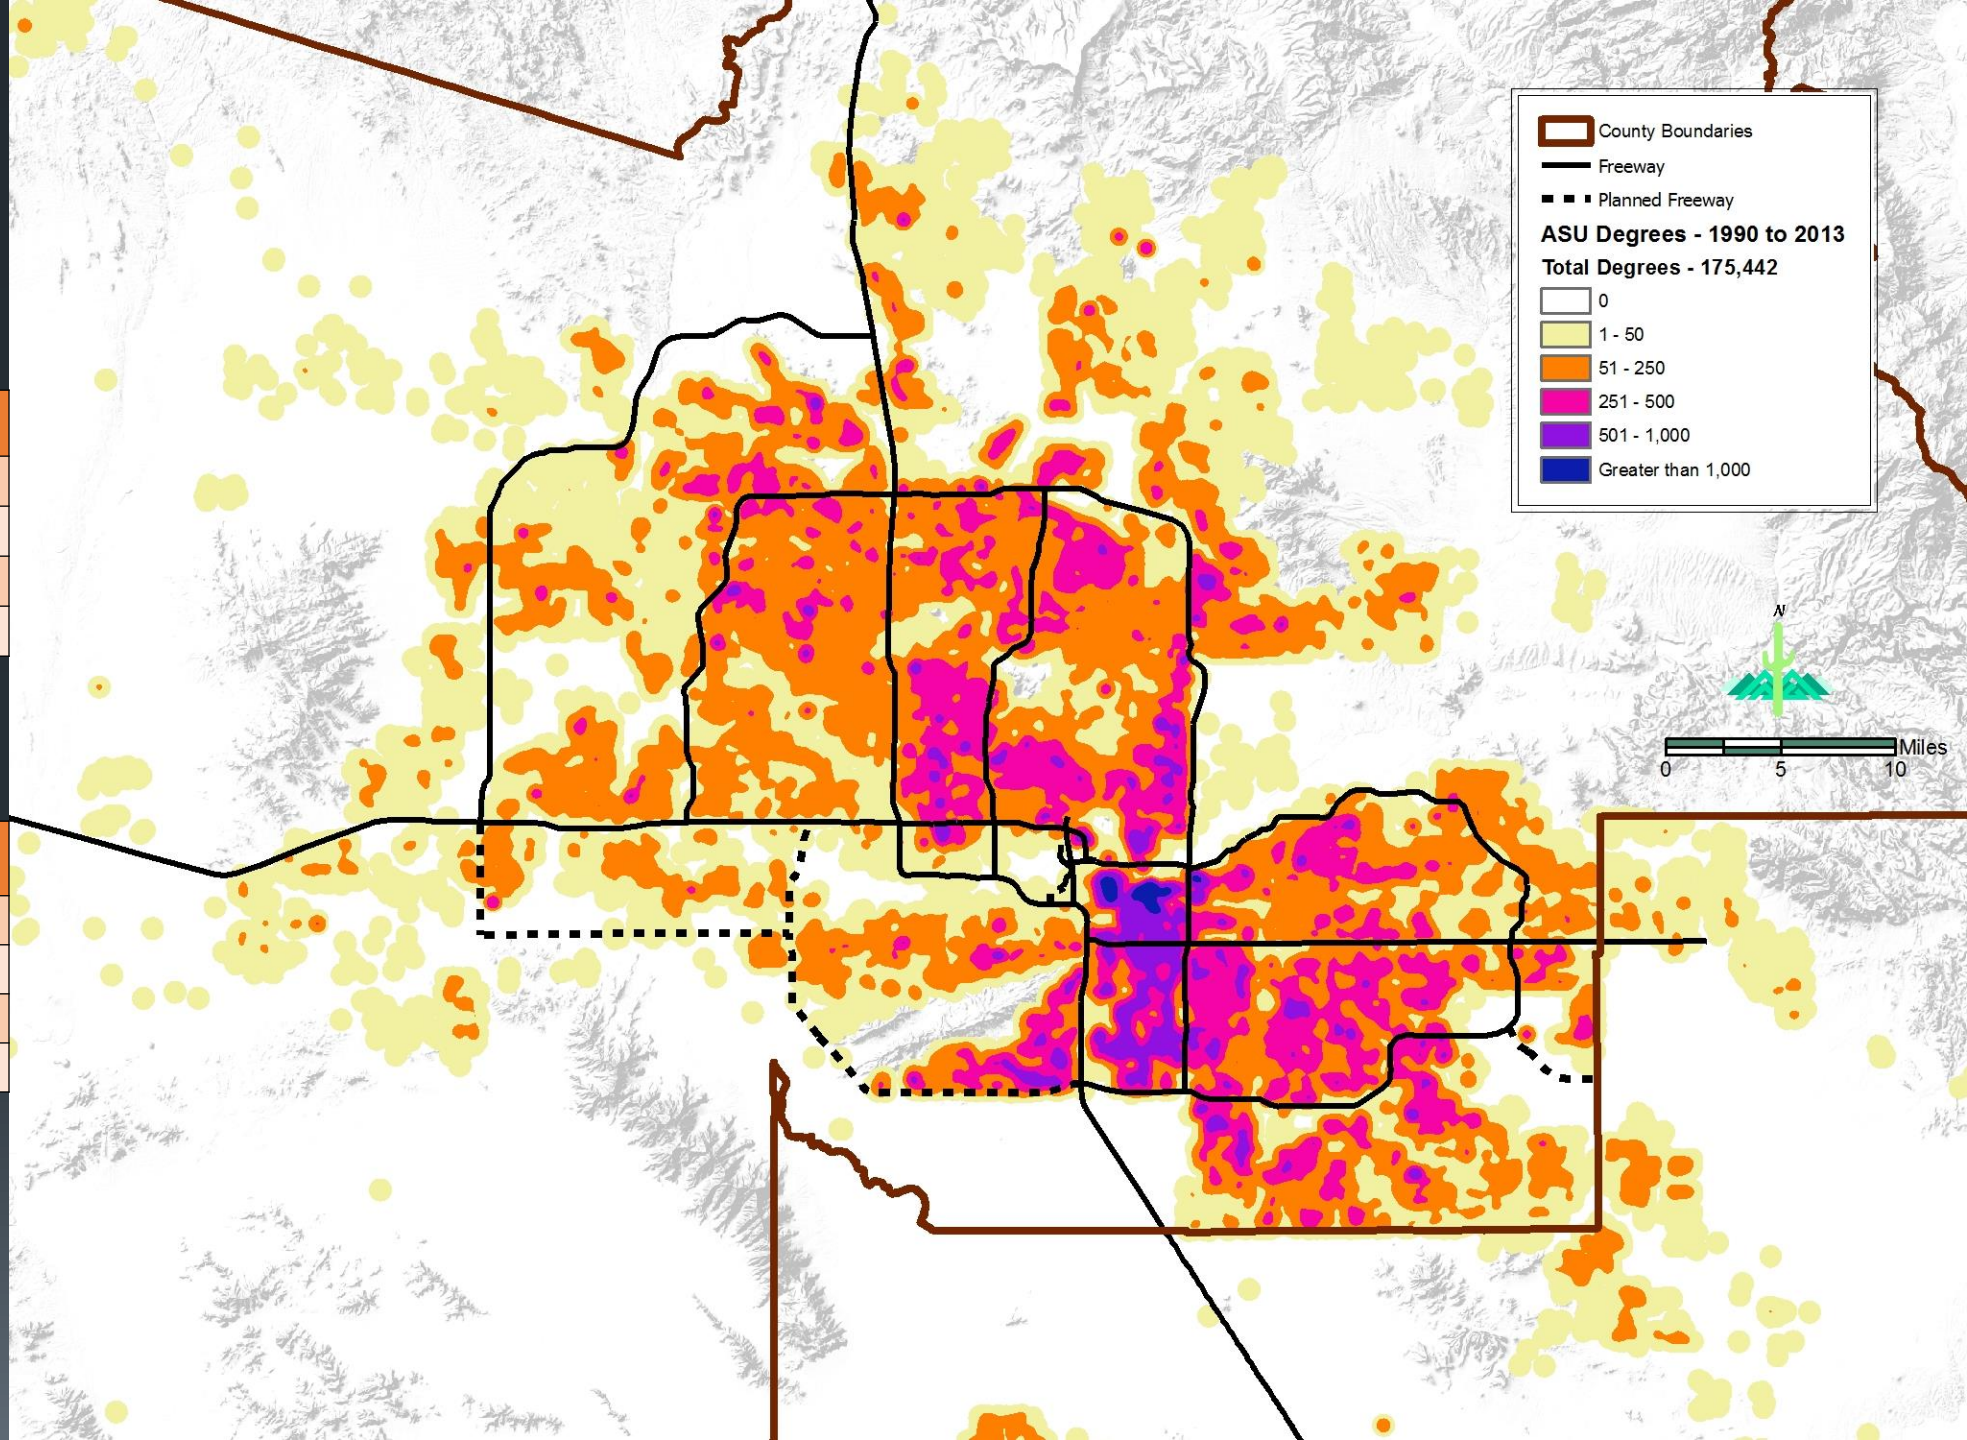 County Boundaries
Freeway
Planned Freeway
ASU Degrees - 1990 to 2013
Total Degrees - 175,442
0
1 - 50
51 - 250
251 - 500
501 - 1,000
Greater than 1,000
N
Miles
0 5 10